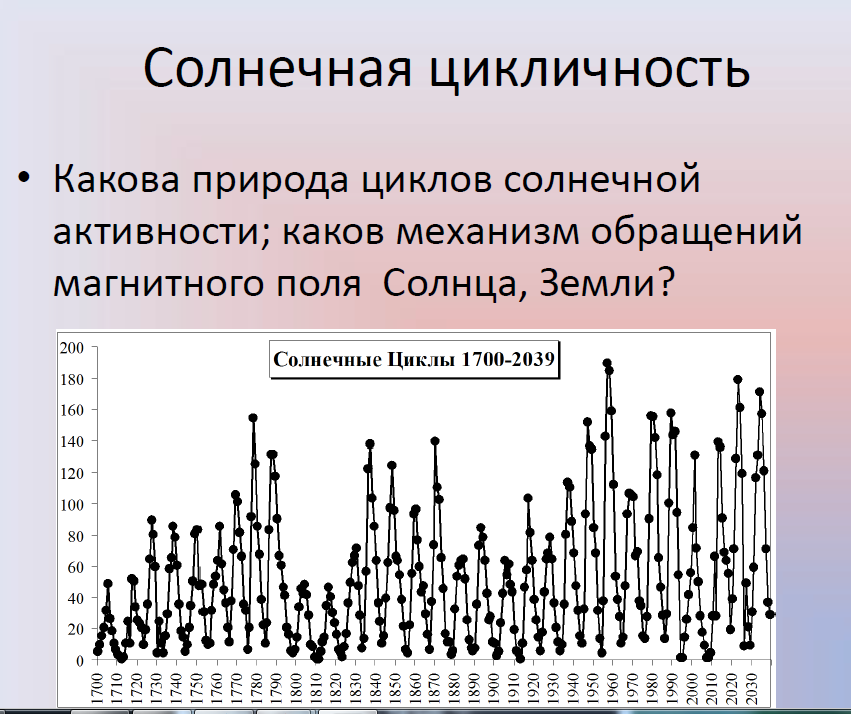 Солнечная цикличность
• Какова природа циклов солнечной
активности; каков механизм обращений
магнитного поля  Солнца, Земли?
Солнечные Циклы 1700-2039
200
180
160
140
120
100
80
60
40
20
0
1700 1710 1720 1730 1740 1750 1760 1770 1780 1790 1800 1810 1820 1830 1840 1850 1860 1870 1880 1890 1900 1910 1920 1930 1940 1950 1960 1970 1980 1990 2000 2010 2020 2030